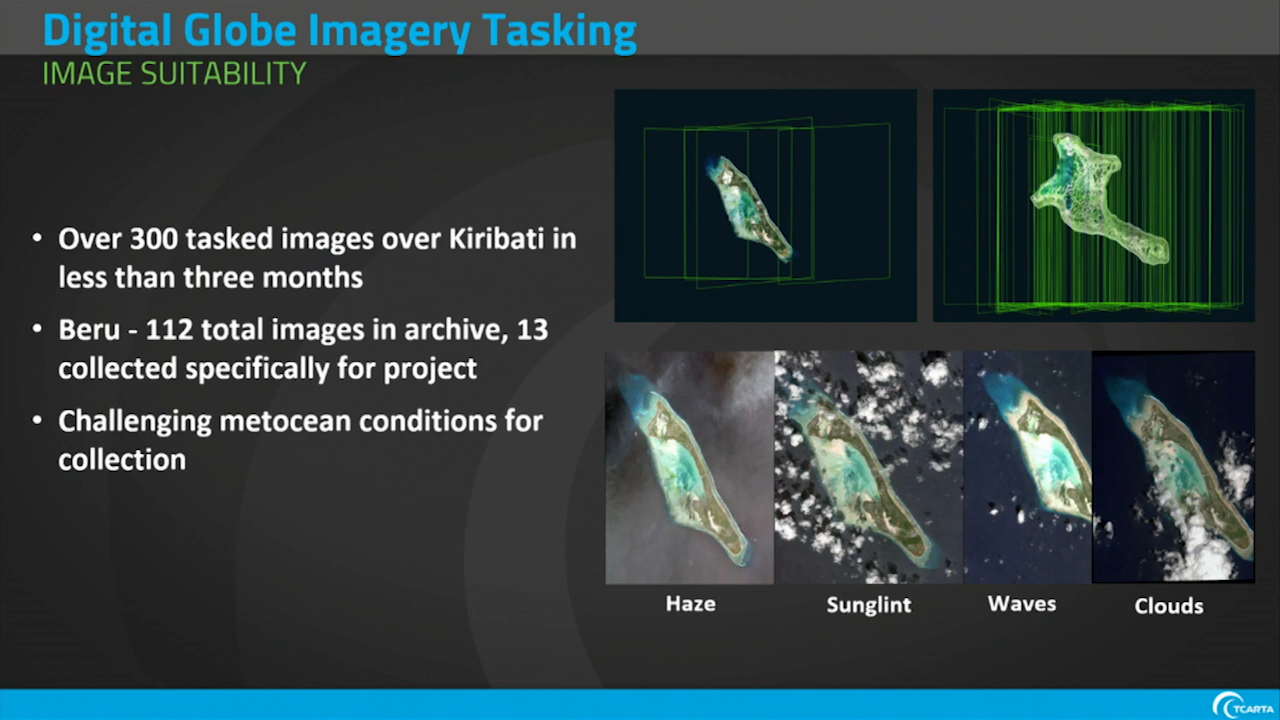 Digital Globe Imagery Tasking
IMAGE SUITABILITY
• Over 300 tasked images over Kiribati in
less than three months
• Beru - 112 total images in archive, 13
collected specifically for project
• Challenging metocean conditions for
collection
Haze
Sunglint
Waves
Clouds
TCARTA